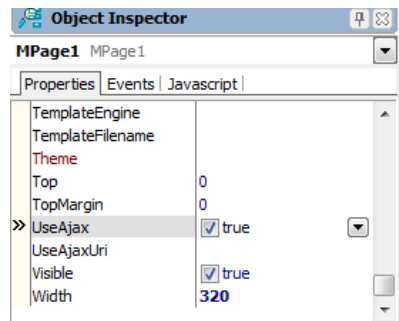 Object Inspector
MPage1 MPage1
Properties Events Javascript
TemplateEngine
TemplateFilename
Theme
Top 0
TopMargin 0
» UseAjax true
UseAjaxUri
Visible true
Width 320